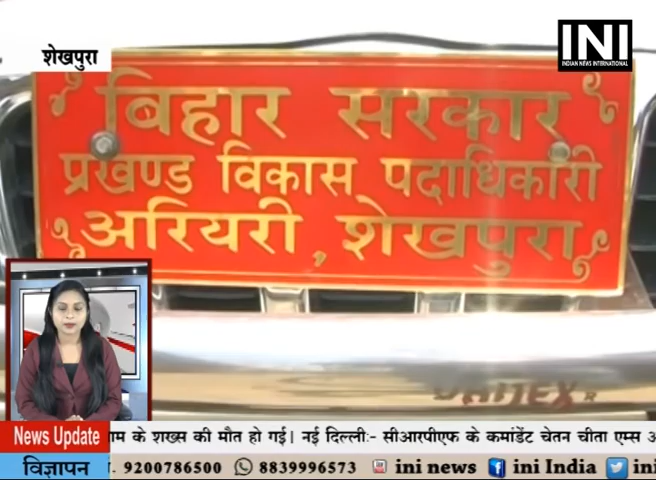 शेखपुरा
INI
INDIAN NEWS INTERNATIONAL
बिहार सरकार
प्रखण्ड विकास पदाधिकारी
अरियरी, शेखपुरा
UNITEX R
News Update
के शख्स की मौत हो गई। नई दिल्ली:- सीआरपीएफ के कमांडेंट चेतन चीता एम्स
विज्ञापन
. 9200786500 8839996573 ini news ini India